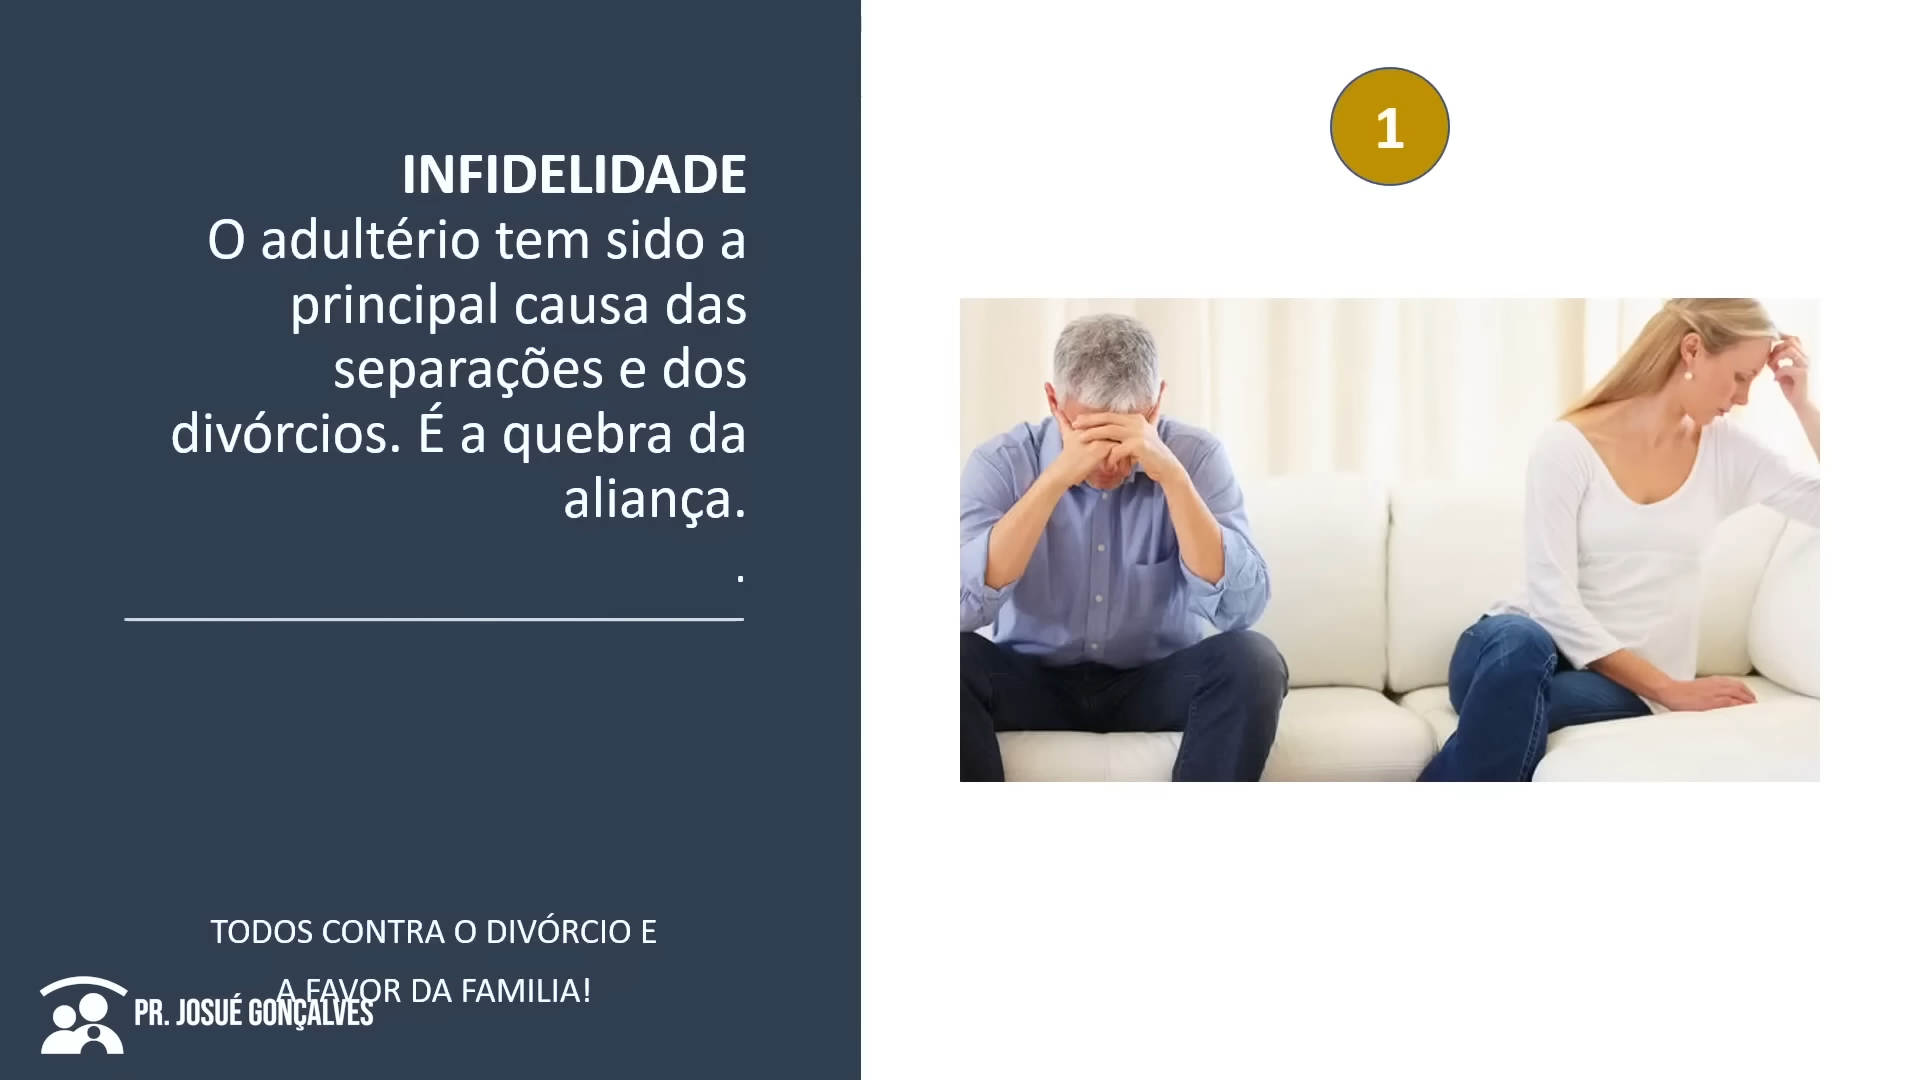 INFIDELIDADE
O adultério tem sido a
principal causa das
separações e dos
divórcios. É a quebra da
aliança.
.
1
TODOS CONTRA O DIVÓRCIO E
A FAVOR DA FAMILIA!
PR. JOSUÉ GONÇALVES